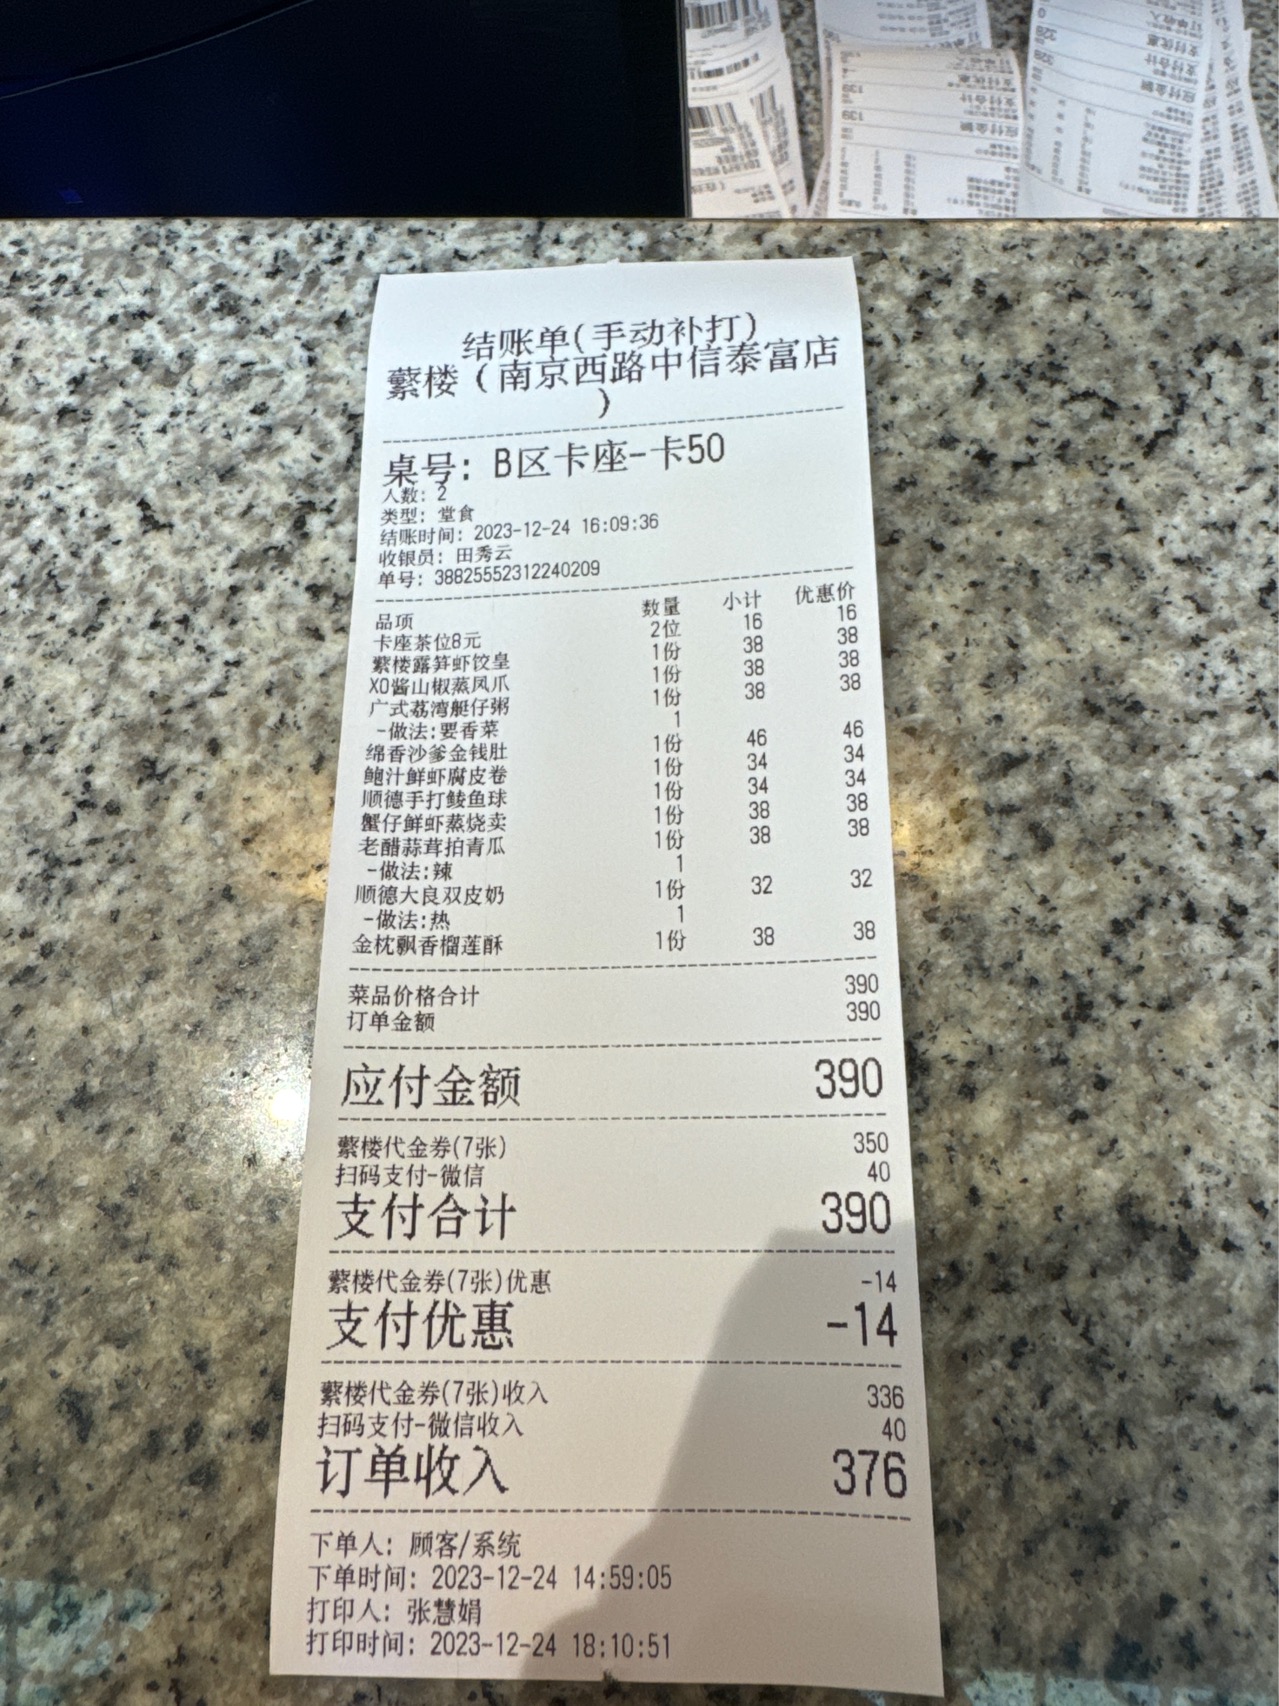 结账单(手动补打)
蘩楼（南京西路中信泰富店
）
桌号: B区卡座-卡50
人数: 2
类型: 堂食
结账时间: 2023-12-24 16:09:36
收银员: 田秀云
单号: 38825552312240209
品项 数量 小计 优惠价
卡座茶位8元 2位 16 16
蘩楼露笋虾饺皇 1份 38 38
XO酱山椒蒸凤爪 1份 38 38
广式荔湾艇仔粥 1份 38 38
-做法:要香菜 1
绵香沙爹金钱肚 1份 46 46
鲍汁鲜虾腐皮卷 1份 34 34
顺德手打鲮鱼球 1份 34 34
蟹仔鲜虾蒸烧卖 1份 38 38
老醋蒜茸拍青瓜 1份 38 38
-做法:辣 1
顺德大良双皮奶 1份 32 32
-做法:热 1
金枕飘香榴莲酥 1份 38 38
菜品价格合计 390
订单金额 390
应付金额 390
蘩楼代金券(7张) 350
扫码支付-微信 40
支付合计 390
蘩楼代金券(7张)优惠 -14
支付优惠 -14
蘩楼代金券(7张)收入 336
扫码支付-微信收入 40
订单收入 376
下单人: 顾客/系统
下单时间: 2023-12-24 14:59:05
打印人: 张慧娟
打印时间: 2023-12-24 18:10:51